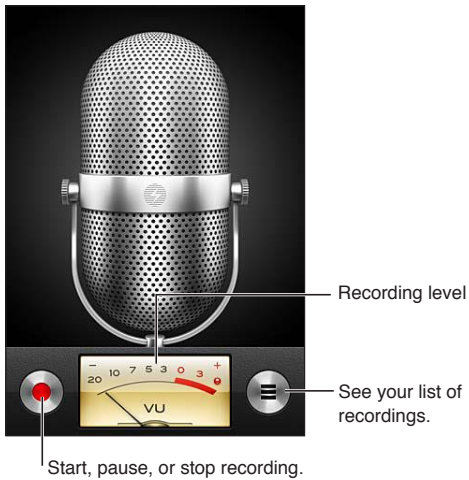 − 20 10 7 5 3 0 3 +
VU
Recording level
See your list of
recordings.
Start, pause, or stop recording.